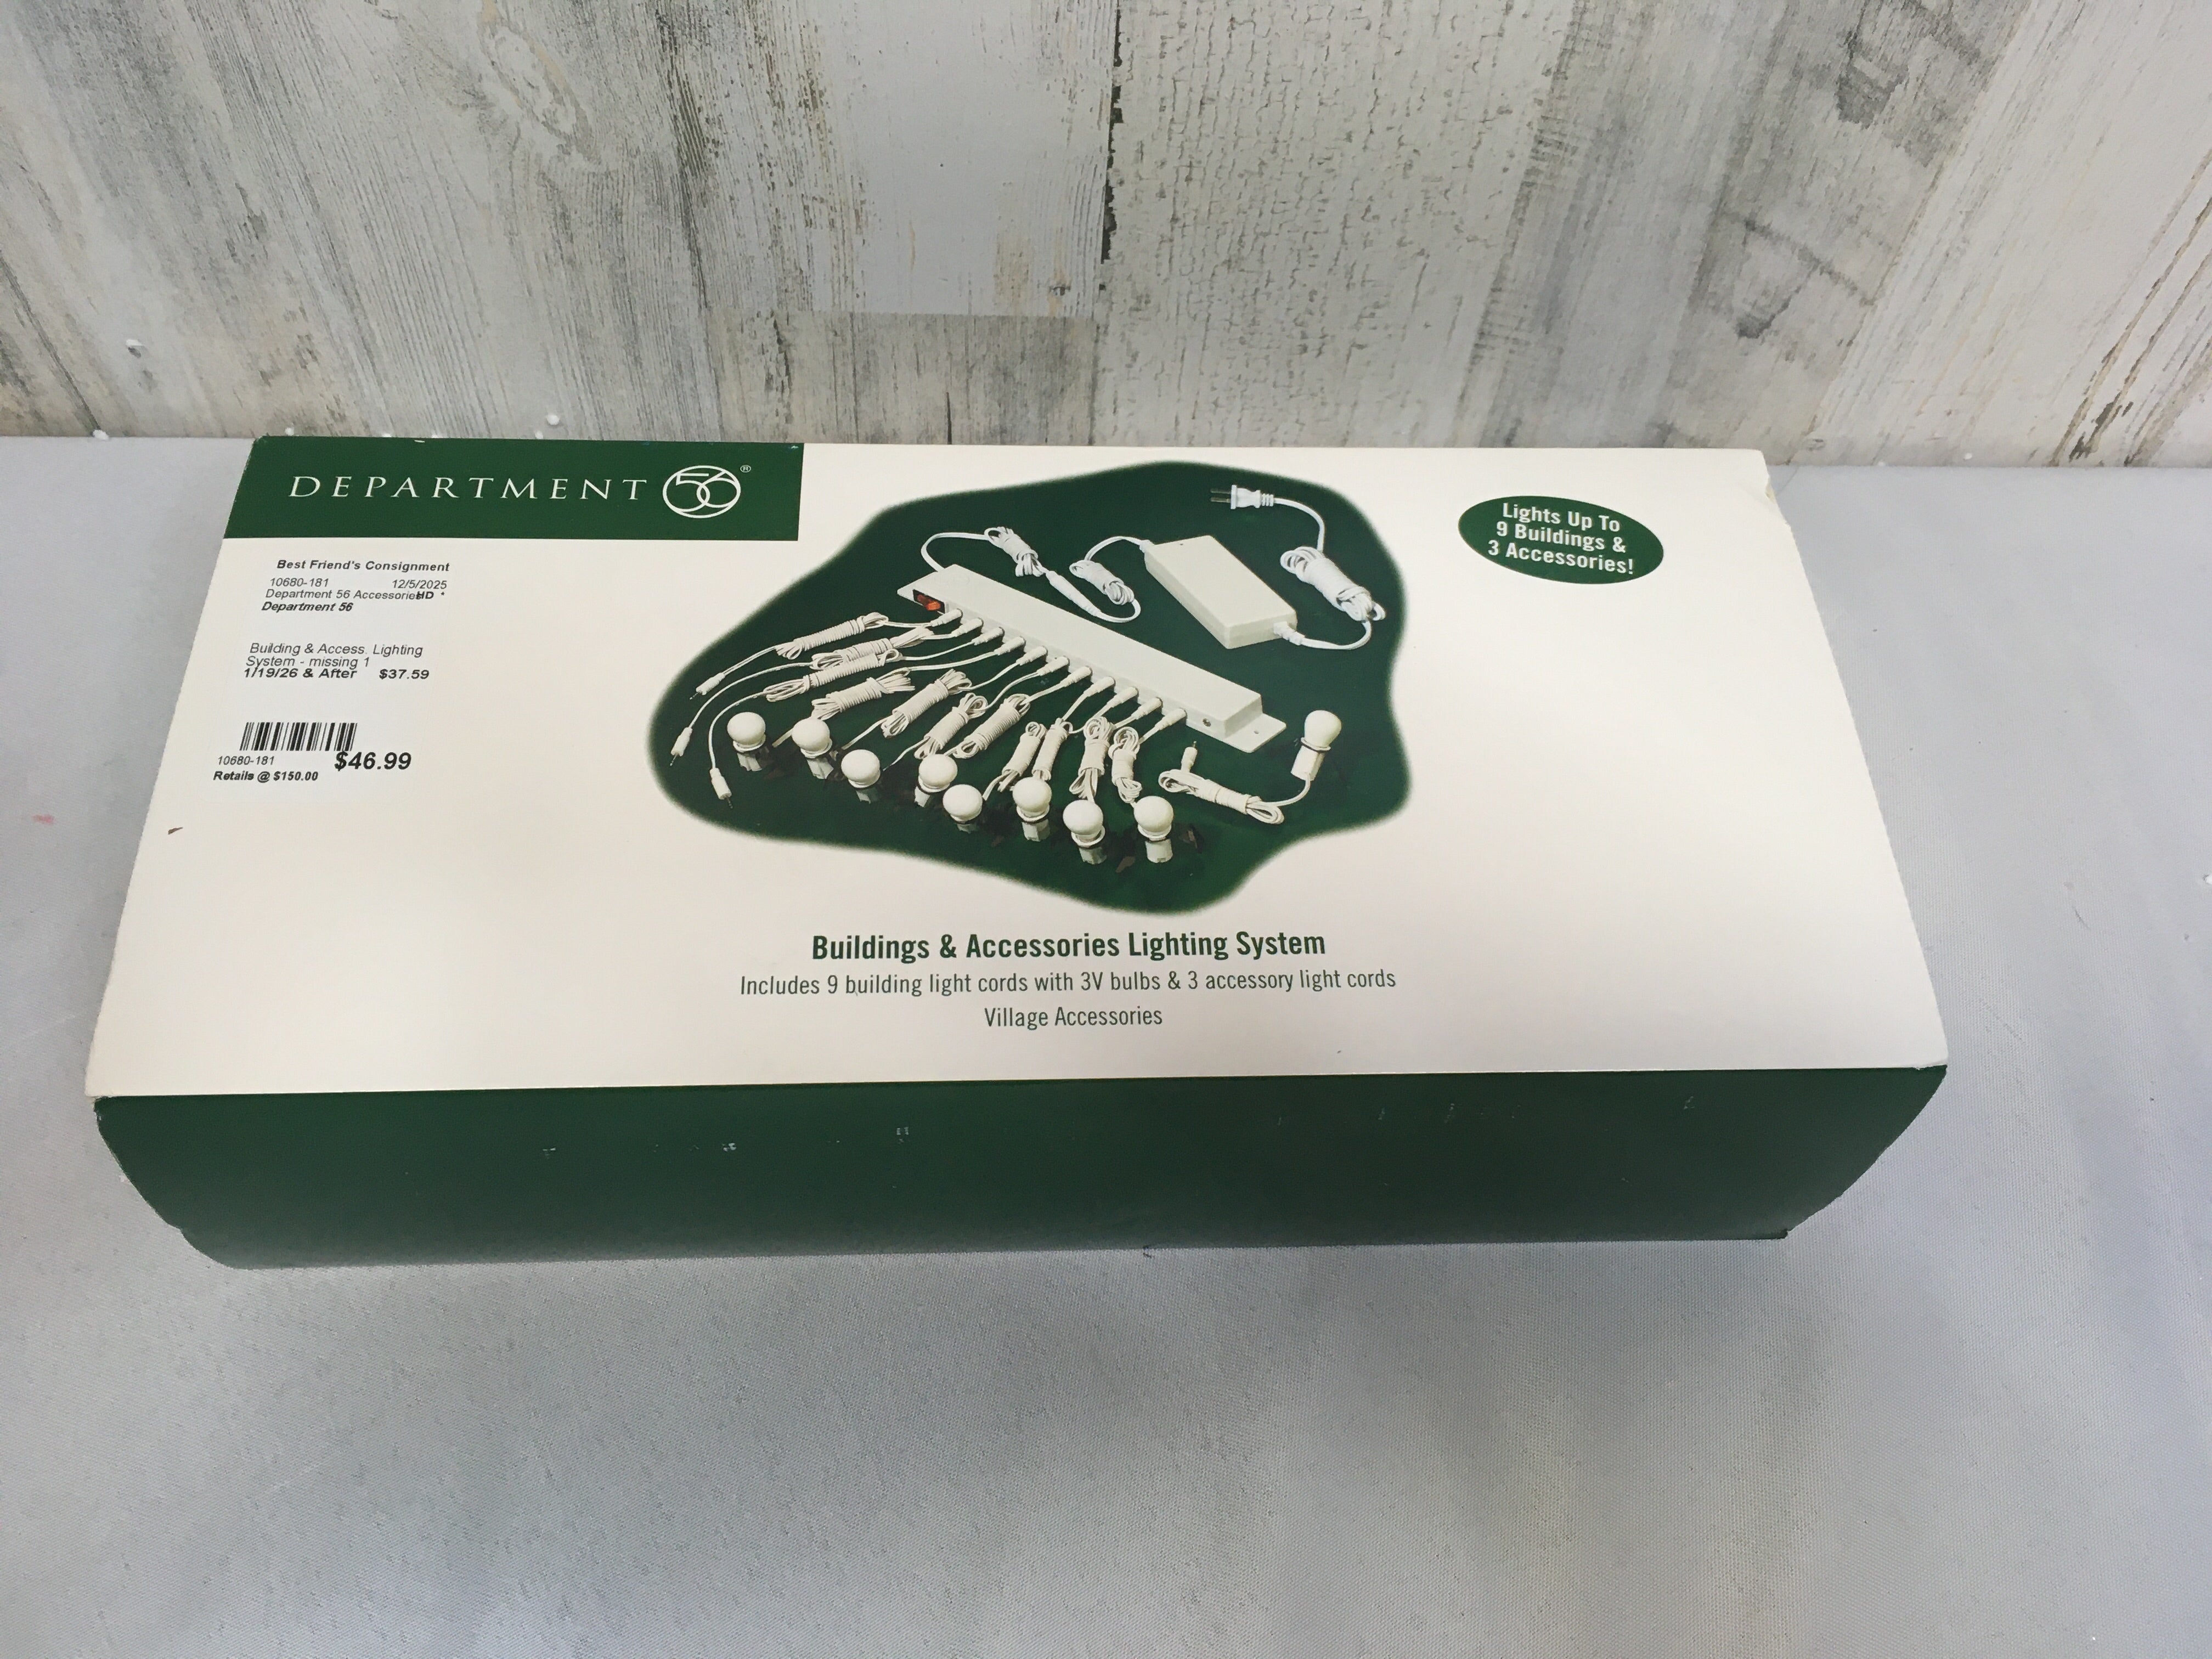 DEPARTMENT 56®
Best Friend's Consignment
10680-181 12/5/2025
Department 56 Accessories HD *
Department 56
Building & Access. Lighting
System - missing 1
1/19/26 & After $37.59
10680-181 $46.99
Retails @ $150.00
Lights Up To
9 Buildings &
3 Accessories!
Buildings & Accessories Lighting System
Includes 9 building light cords with 3V bulbs & 3 accessory light cords
Village Accessories